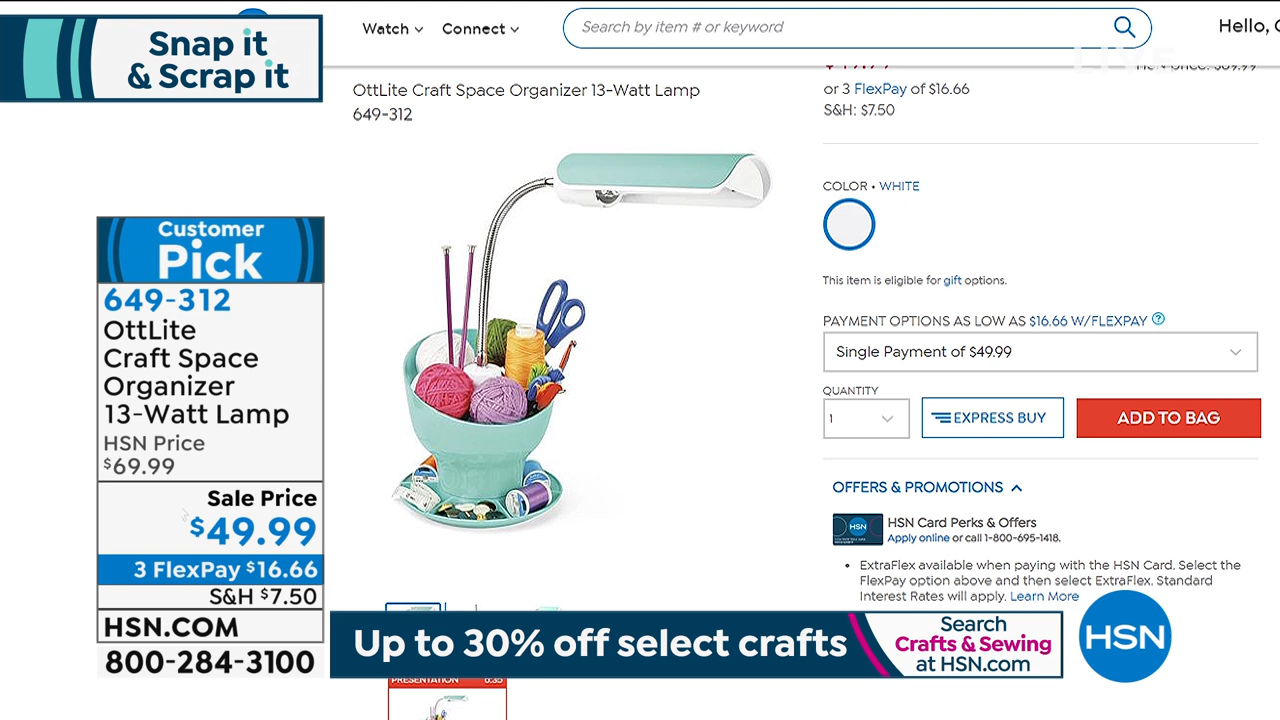 Snap it
& Scrap it
Watch
Connect
Search by item # or keyword
Hello,
LIVE
OttLite Craft Space Organizer 13-Watt Lamp
649-312
or 3 FlexPay of $16.66
S&H: $7.50
COLOR • WHITE
This item is eligible for gift options.
PAYMENT OPTIONS AS LOW AS $16.66 W/FLEXPAY ?
Single Payment of $49.99
QUANTITY
1
EXPRESS BUY
ADD TO BAG
OFFERS & PROMOTIONS
HSN
HSN Card Perks & Offers
Apply online or call 1-800-695-1418.
• ExtraFlex available when paying with the HSN Card. Select the
FlexPay option above and then select ExtraFlex. Standard
Interest Rates will apply. Learn More
Customer
Pick
649-312
OttLite
Craft Space
Organizer
13-Watt Lamp
HSN Price
$69.99
Sale Price
$49.99
3 FlexPay $16.66
S&H $7.50
HSN.COM
800-284-3100
Up to 30% off select crafts
Search
Crafts & Sewing
at HSN.com
HSN
PRESENTATION 6:35